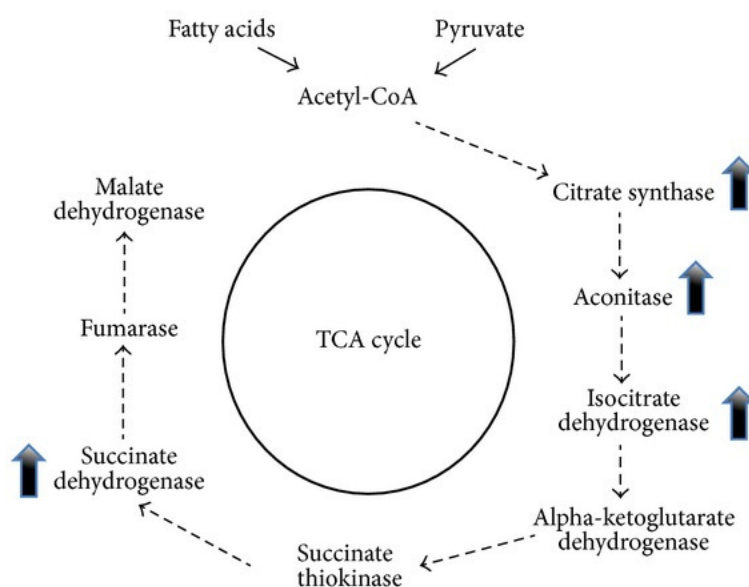 Fatty acids
Pyruvate
Acetyl-CoA
Citrate synthase
Aconitase
Isocitrate
dehydrogenase
Alpha-ketoglutarate
dehydrogenase
Succinate
thiokinase
Succinate
dehydrogenase
Fumarase
Malate
dehydrogenase
TCA cycle